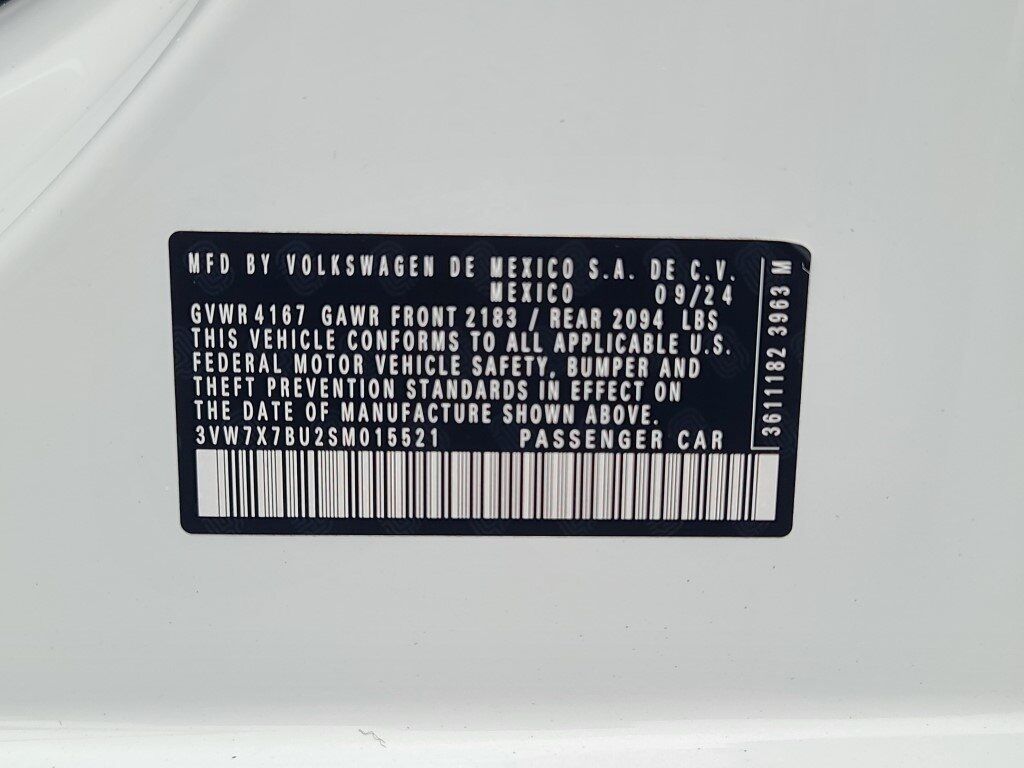 MFD BY VOLKSWAGEN DE MEXICO S.A. DE C.V.
MEXICO 09/24
GVWR 4167 GAWR FRONT 2183 / REAR 2094 LBS
THIS VEHICLE CONFORMS TO ALL APPLICABLE U.S.
FEDERAL MOTOR VEHICLE SAFETY, BUMPER AND
THEFT PREVENTION STANDARDS IN EFFECT ON
THE DATE OF MANUFACTURE SHOWN ABOVE.
3VW7X7BU2SM015521 PASSENGER CAR
3611182 3963 M